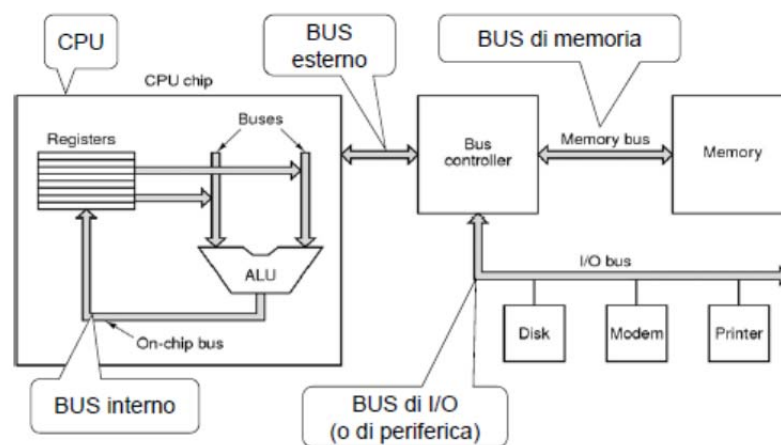 CPU
BUS
esterno
BUS di memoria
CPU chip
Buses
Registers
Bus
controller
Memory bus
Memory
ALU
I/O bus
On-chip bus
Disk
Modem
Printer
BUS interno
BUS di I/O
(o di periferica)